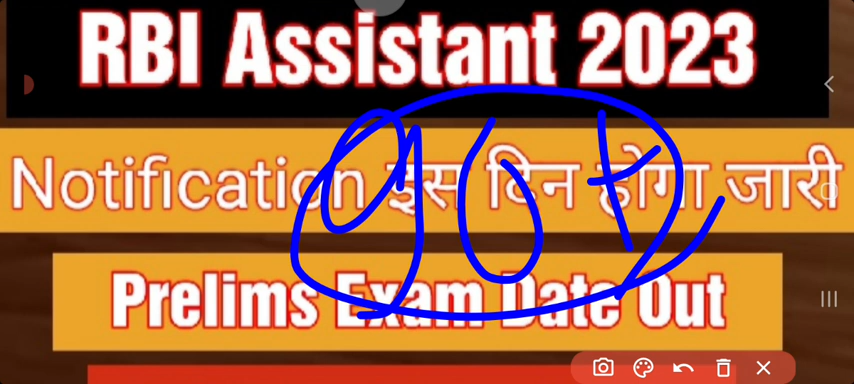 RBI Assistant 2023
Notification इस दिन होगा जारी
Prelims Exam Date Out